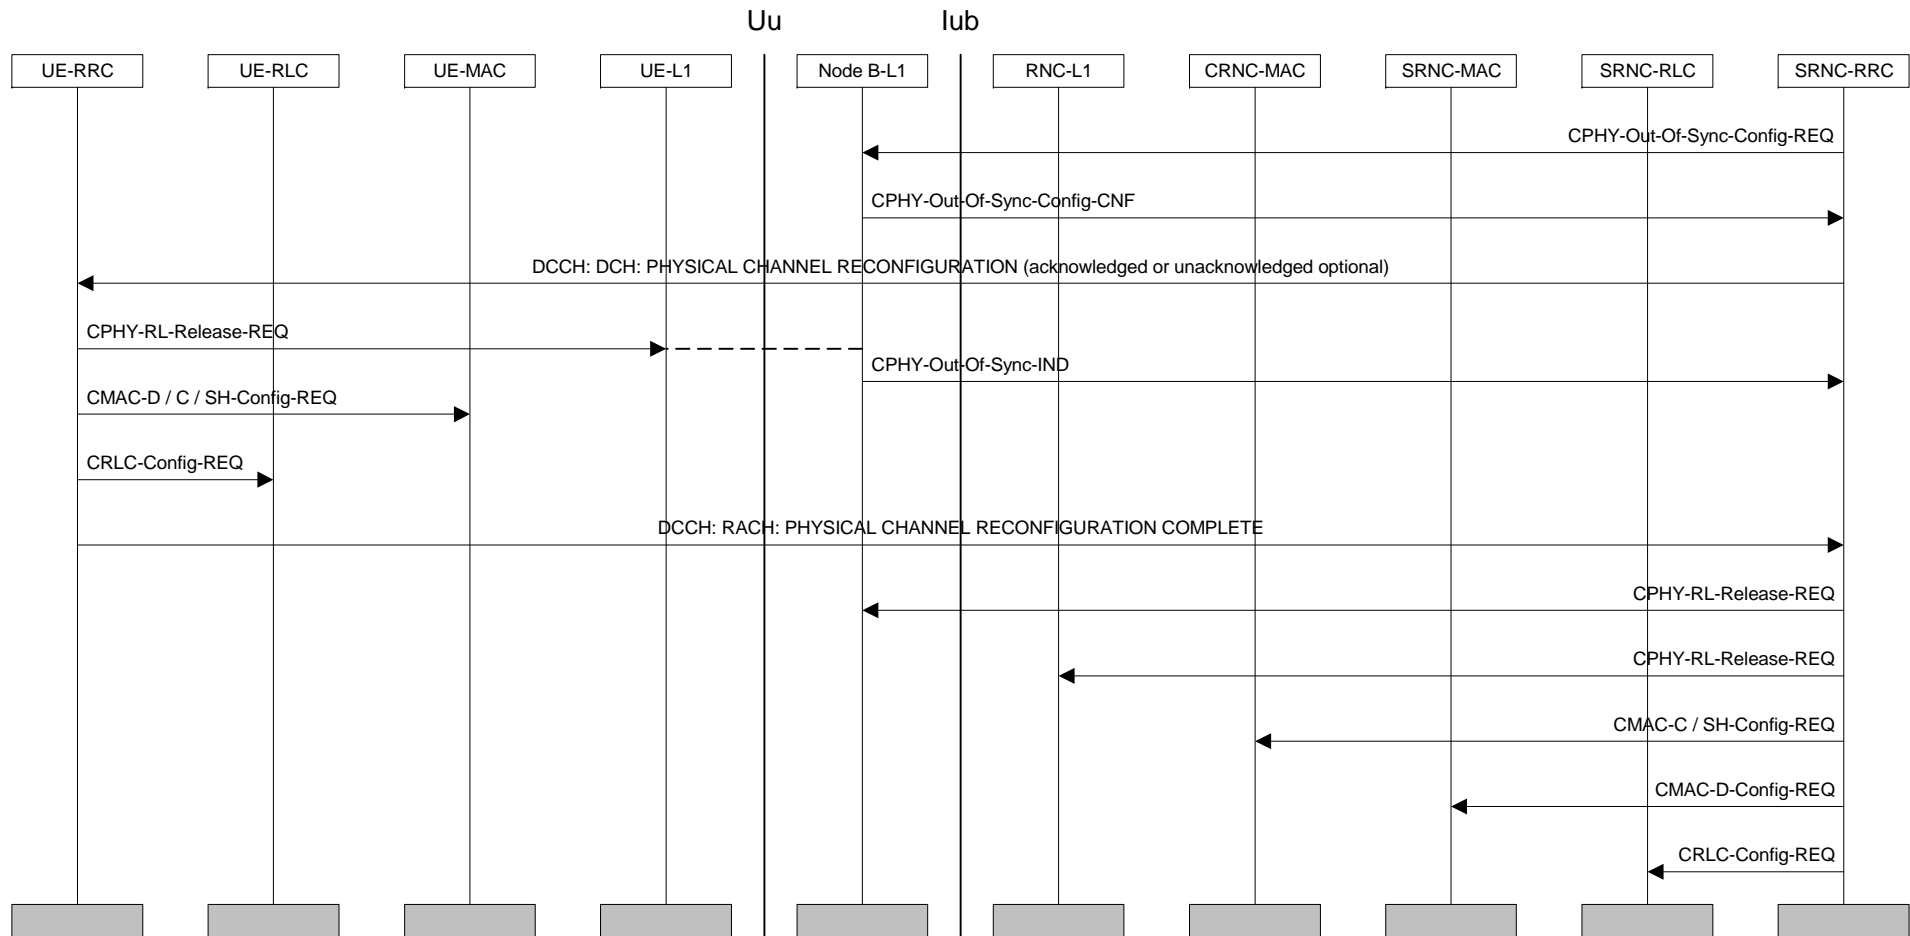 Uu
Iub
UE-RRC
UE-RLC
UE-MAC
UE-L1
Node B-L1
RNC-L1
CRNC-MAC
SRNC-MAC
SRNC-RLC
SRNC-RRC
CPHY-Out-Of-Sync-Config-REQ
CPHY-Out-Of-Sync-Config-CNF
DCCH: DCH: PHYSICAL CHANNEL RECONFIGURATION (acknowledged or unacknowledged optional)
CPHY-RL-Release-REQ
CPHY-Out-Of-Sync-IND
CMAC-D / C / SH-Config-REQ
CRLC-Config-REQ
DCCH: RACH: PHYSICAL CHANNEL RECONFIGURATION COMPLETE
CPHY-RL-Release-REQ
CPHY-RL-Release-REQ
CMAC-C / SH-Config-REQ
CMAC-D-Config-REQ
CRLC-Config-REQ